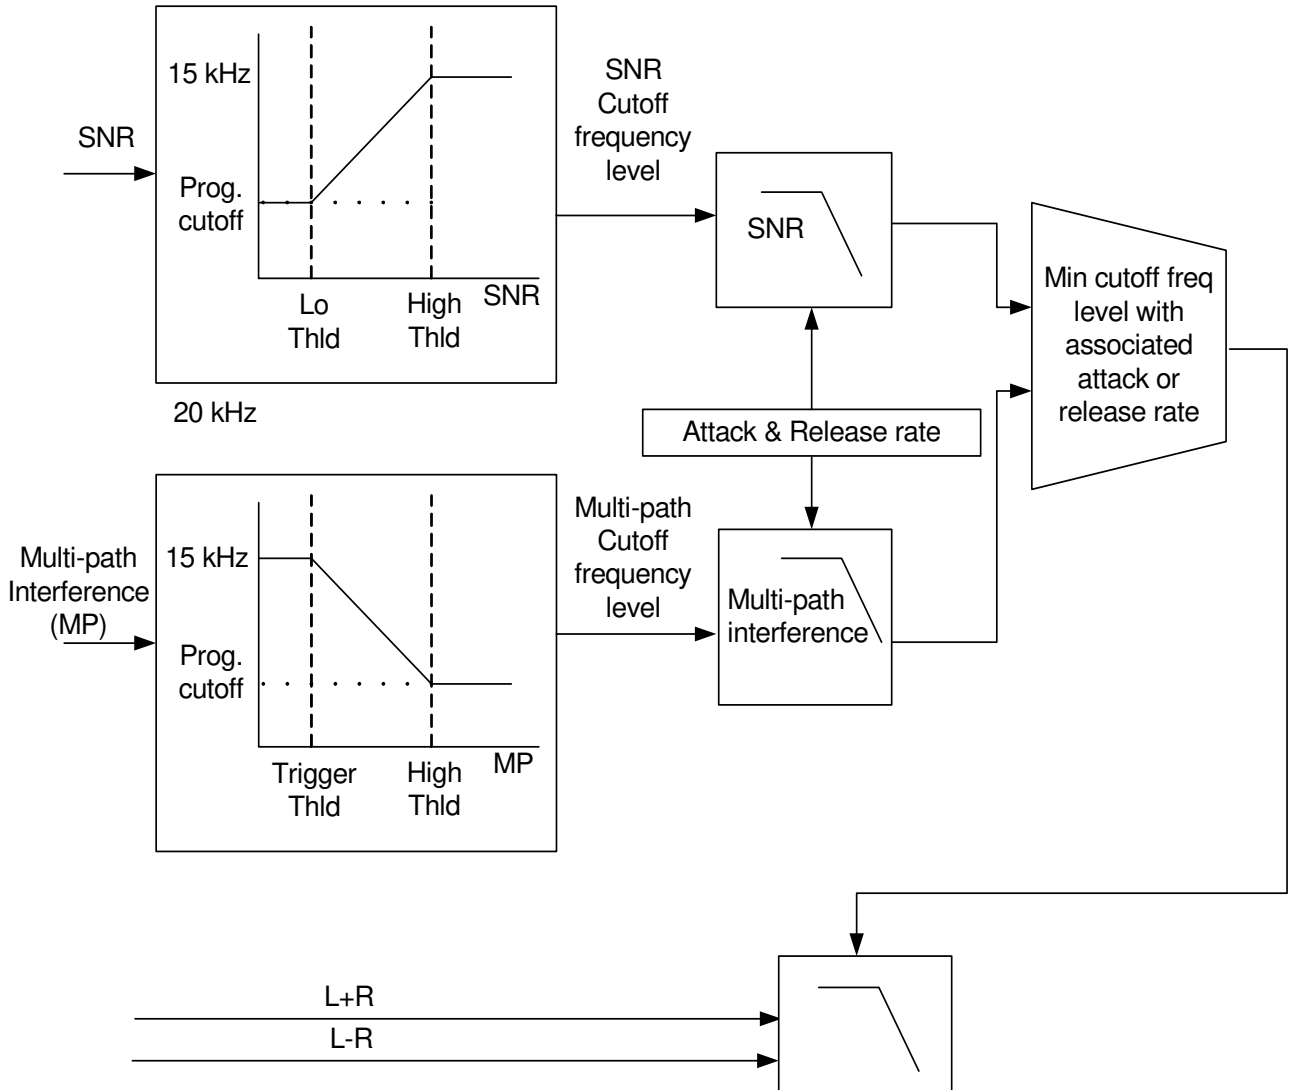 SNR
15 kHz
Prog.
cutoff
Lo
Thld
High
Thld
SNR
SNR
Cutoff
frequency
level
SNR
Min cutoff freq
level with
associated
attack or
release rate
20 kHz
Attack & Release rate
Multi-path
Interference
(MP)
15 kHz
Prog.
cutoff
Trigger
Thld
High
Thld
MP
Multi-path
Cutoff
frequency
level
Multi-path
interference
L+R
L-R